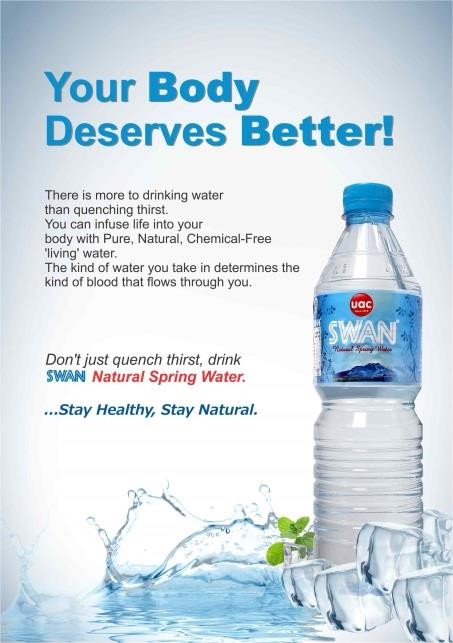 Your Body
Deserves Better!
There is more to drinking water
than quenching thirst.
You can infuse life into your
body with Pure, Natural, Chemical-Free
'living' water.
The kind of water you take in determines the
kind of blood that flows through you.
uac
SWAN
Natural Spring Water
Don't just quench thirst, drink
SWAN Natural Spring Water.
...Stay Healthy, Stay Natural.